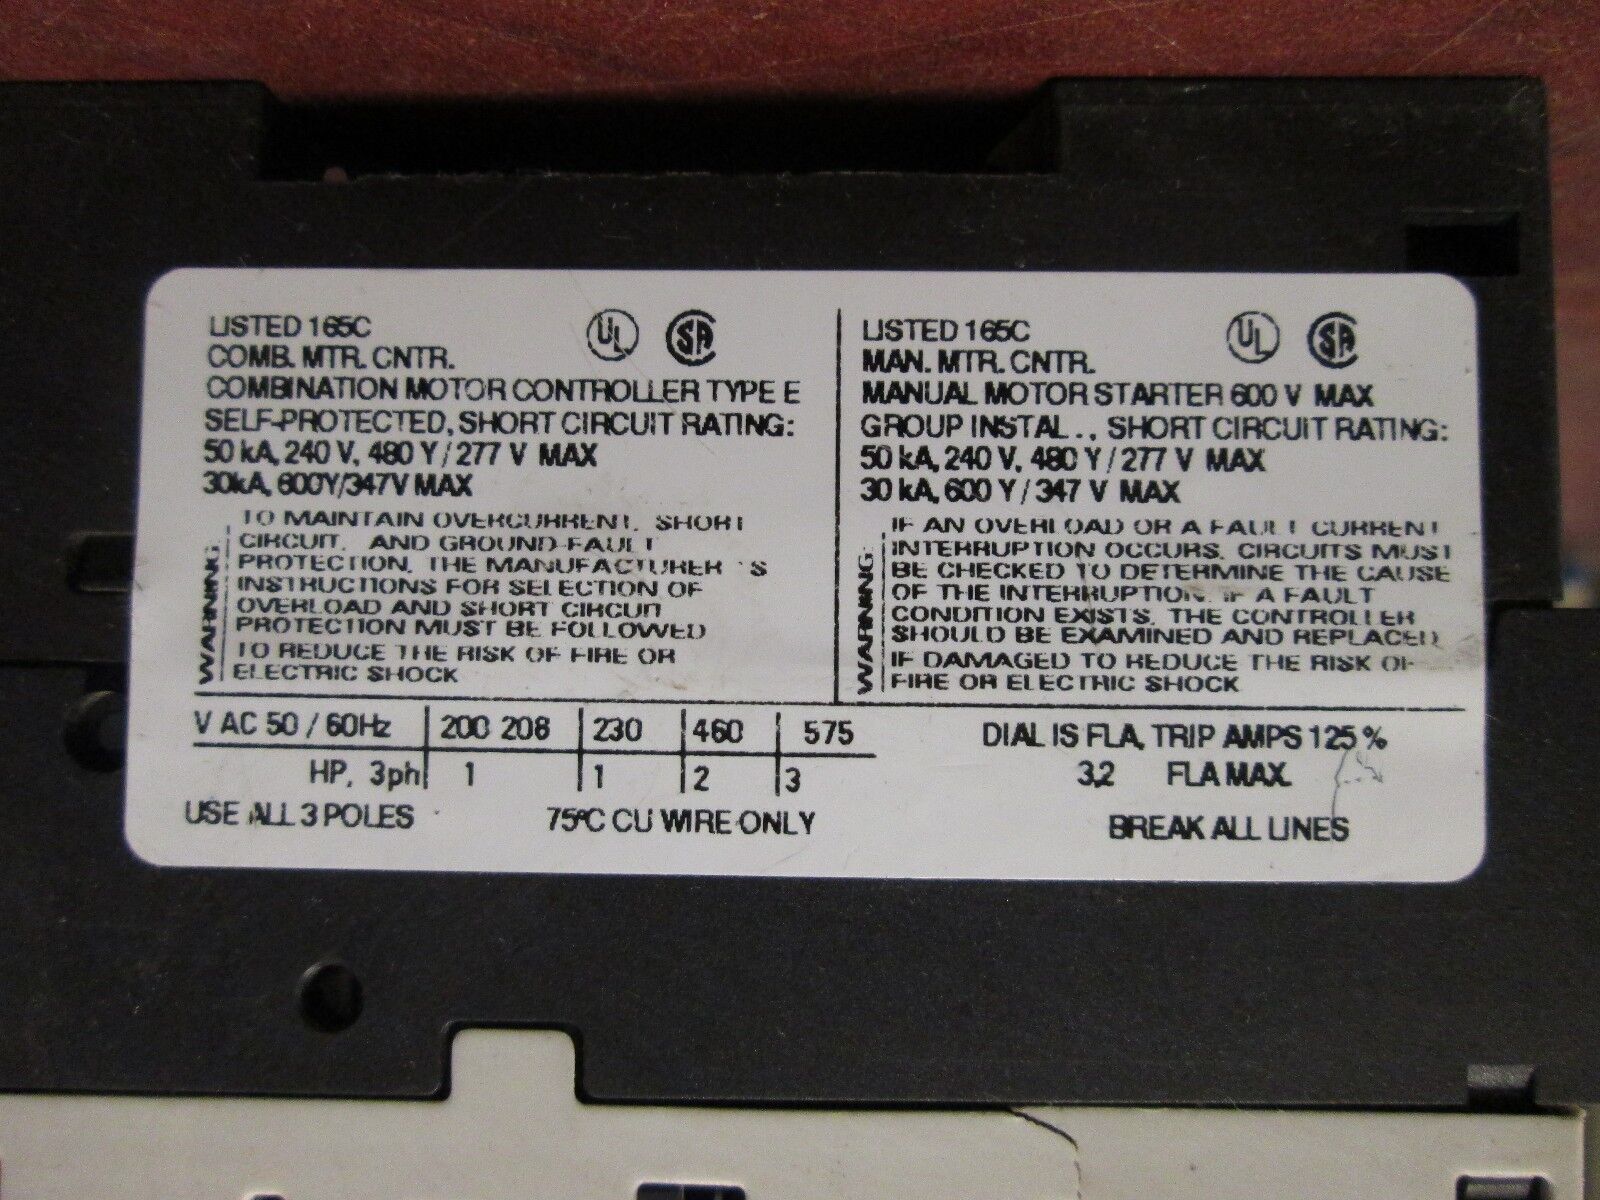 LISTED 165C UL SA
COMB. MTR. CNTR.
COMBINATION MOTOR CONTROLLER TYPE E
SELF-PROTECTED, SHORT CIRCUIT RATING:
50 kA, 240 V, 480 Y / 277 V MAX
30kA, 600Y/347V MAX
WARNING:
TO MAINTAIN OVERCURRENT, SHORT
CIRCUIT, AND GROUND-FAULT
PROTECTION, THE MANUFACTURER 'S
INSTRUCTIONS FOR SELECTION OF
OVERLOAD AND SHORT CIRCUIT
PROTECTION MUST BE FOLLOWED
TO REDUCE THE RISK OF FIRE OR
ELECTRIC SHOCK
LISTED 165C UL SA
MAN. MTR. CNTR.
MANUAL MOTOR STARTER 600 V MAX
GROUP INSTAL ., SHORT CIRCUIT RATING:
50 kA, 240 V, 480 Y / 277 V MAX
30 kA, 600 Y / 347 V MAX
WARNING:
IF AN OVERLOAD OR A FAULT CURRENT
INTERRUPTION OCCURS, CIRCUITS MUST
BE CHECKED TO DETERMINE THE CAUSE
OF THE INTERRUPTION. IF A FAULT
CONDITION EXISTS, THE CONTROLLER
SHOULD BE EXAMINED AND REPLACED,
IF DAMAGED TO REDUCE THE RISK OF
FIRE OR ELECTRIC SHOCK
V AC 50 / 60Hz 200 208 230 460 575
HP, 3ph 1 1 2 3
USE ALL 3 POLES 75°C CU WIRE ONLY
DIAL IS FLA, TRIP AMPS 125 %
3,2 FLA MAX.
BREAK ALL LINES